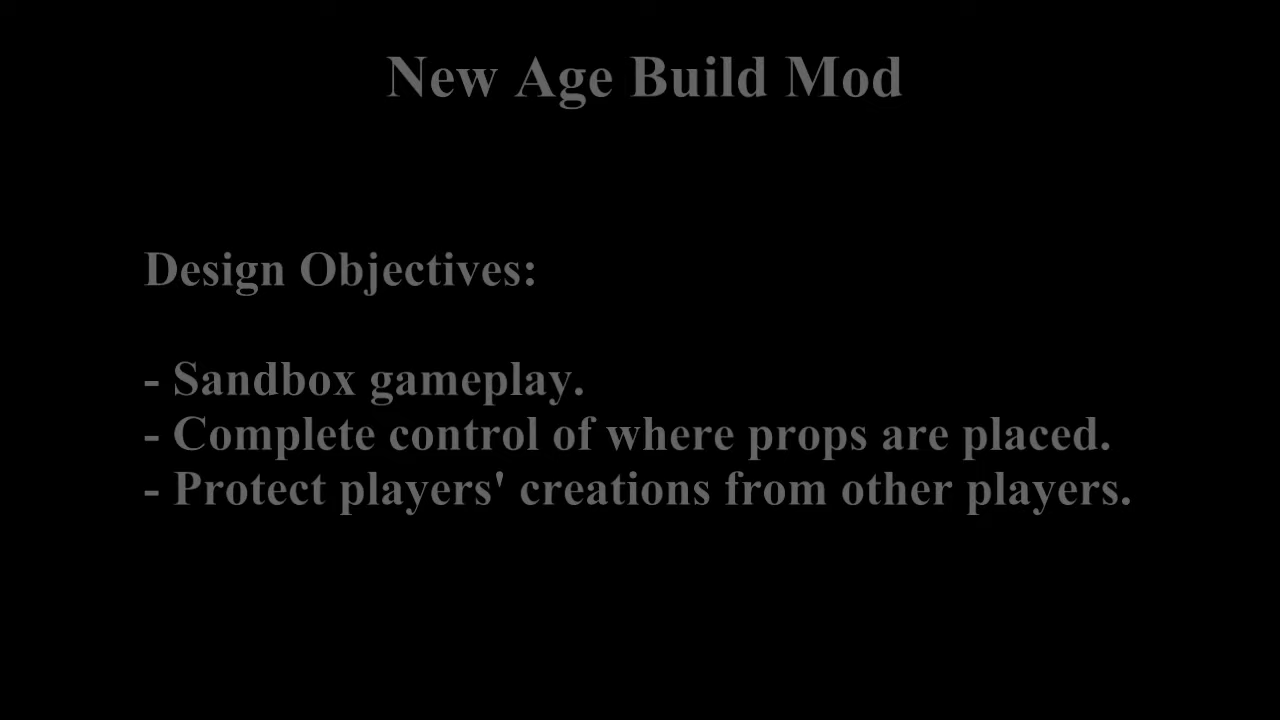 New Age Build Mod
Design Objectives:
- Sandbox gameplay.
- Complete control of where props are placed.
- Protect players' creations from other players.